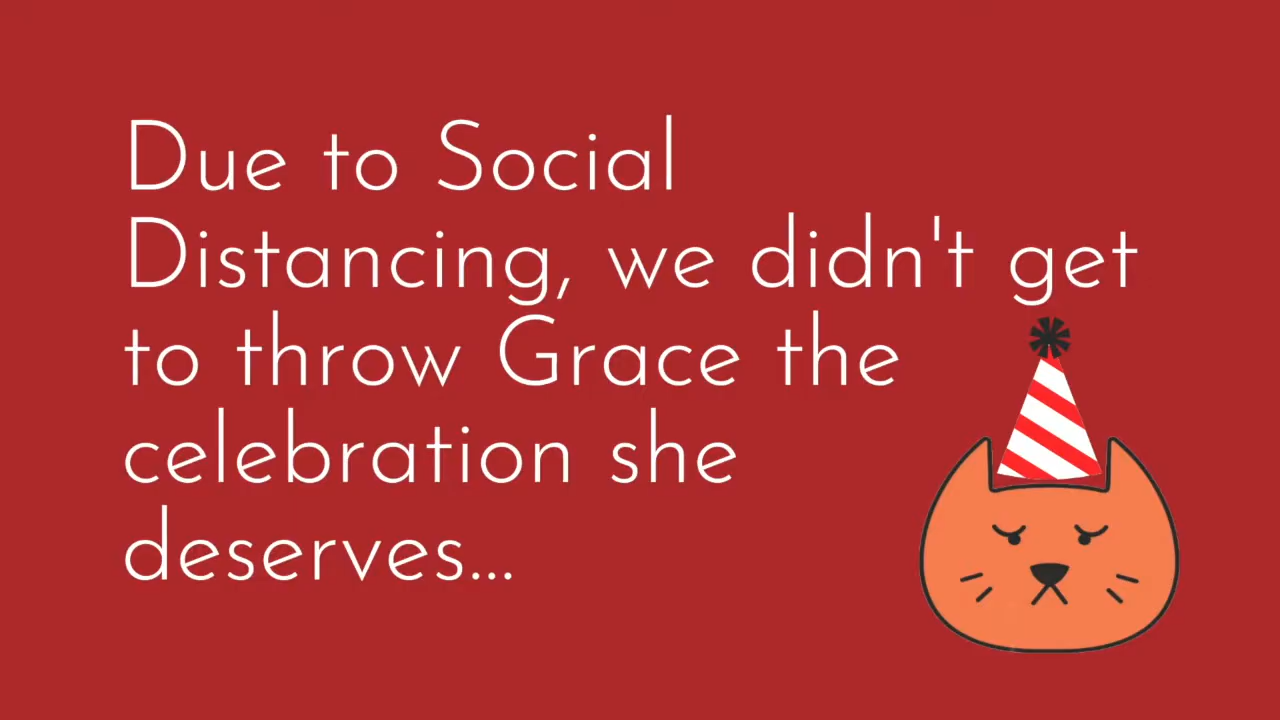 Due to Social
Distancing, we didn't get
to throw Grace the
celebration she
deserves...